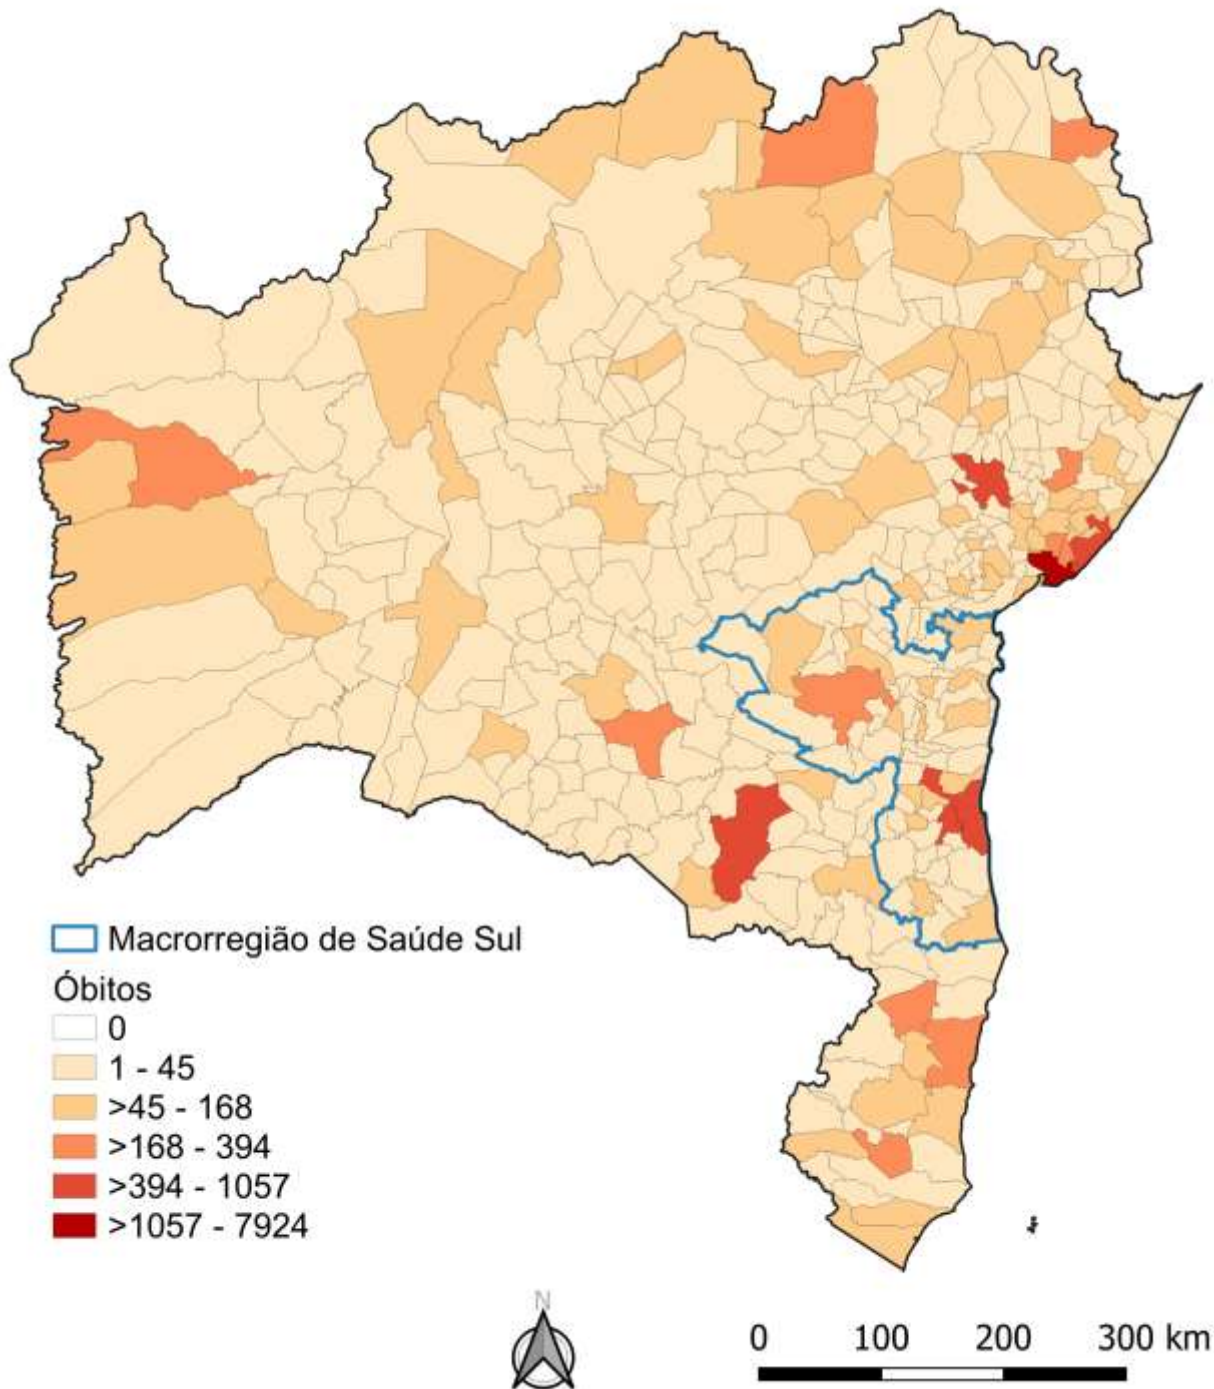 Macrorregião de Saúde Sul
Óbitos
0
1 - 45
>45 - 168
>168 - 394
>394 - 1057
>1057 - 7924
N
0 100 200 300 km